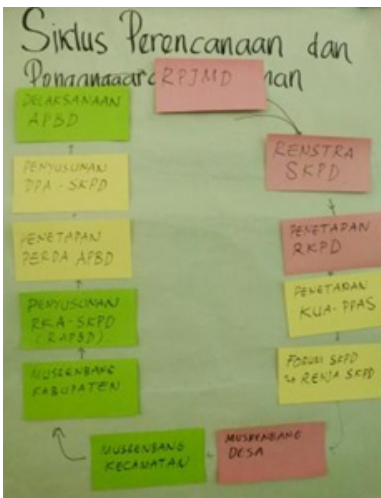 Siklus Perencanaan dan
RPJMD
RENSTRA
SKPD
PENETAPAN
RKPD
PENETAPAN
KUA-PPAS
FORUM SKPD
RENJA SKPD
MUSRENBANG
DESA
MUSRENBANG
KECAMATAN
MUSRENBANG
KABUPATEN
PENYUSUNAN
RKA-SKPD
(RAPBD)
PENETAPAN
PERDA APBD
PENYUSUNAN
DPA-SKPD
PELAKSANAAN
APBD